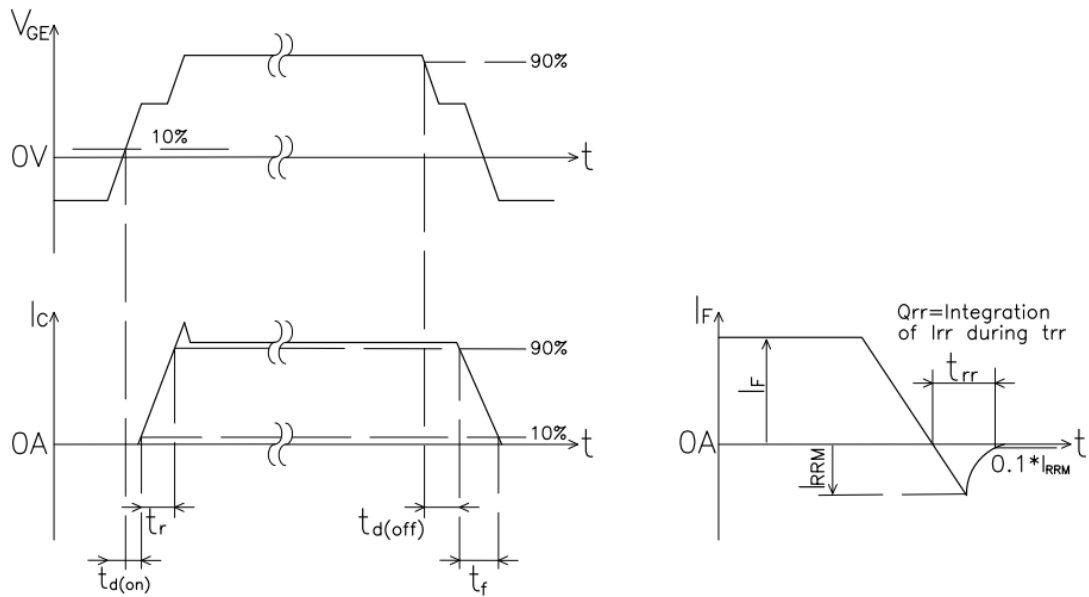 VGE
90%
10%
0V
t
IC
90%
10%
0A
t
tr
td(off)
td(on)
tf
IF
Qrr=Integration
of Irr during trr
trr
IF
0A
t
IRRM
0.1*IRRM